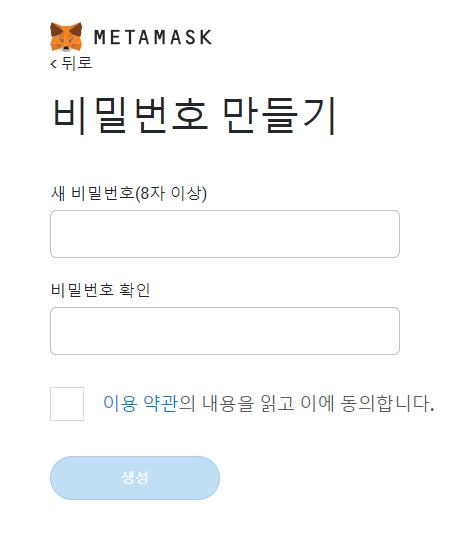 METAMASK
< 뒤로
비밀번호 만들기
새 비밀번호(8자 이상)
비밀번호 확인
이용 약관의 내용을 읽고 이에 동의합니다.
생성